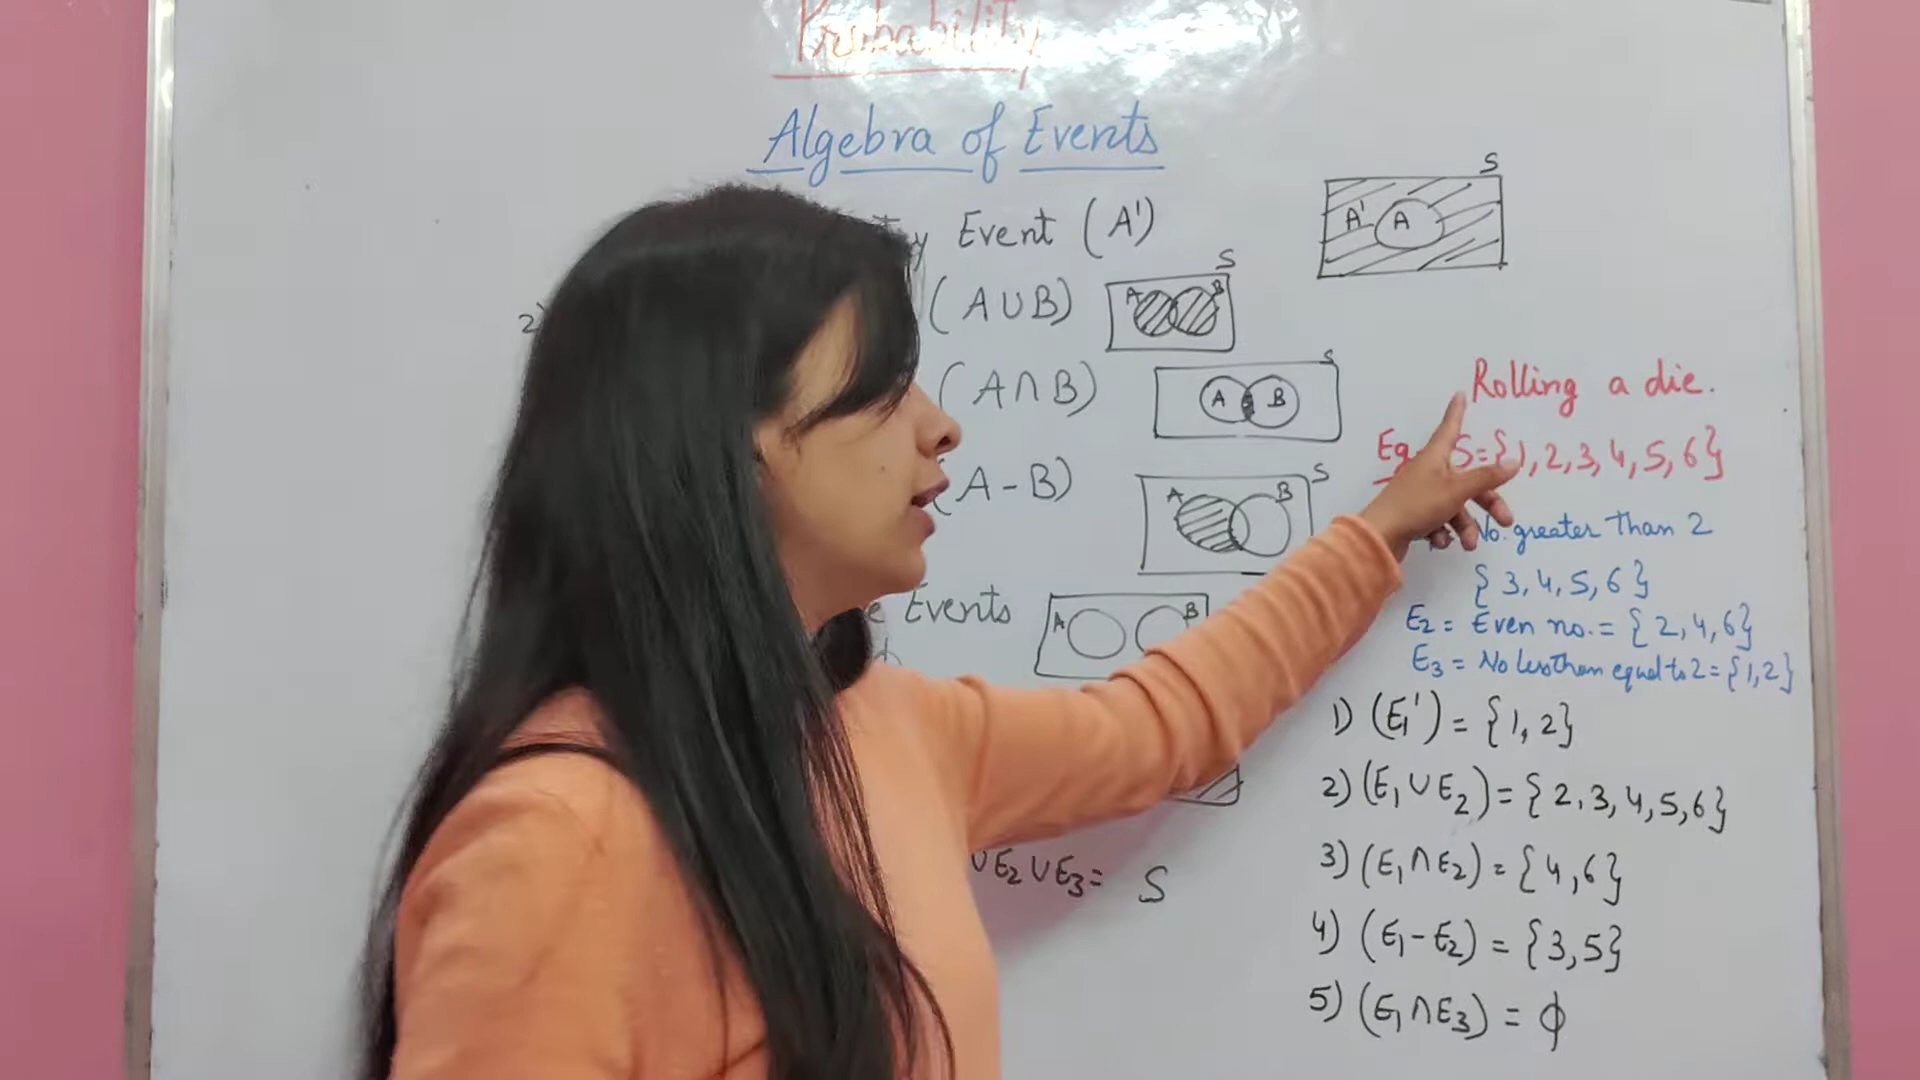 Probability
Algebra of Events
Event (A')
S
A' A
2)
(A∪B)
S
A B
(A∩B)
S
A B
(A-B)
S
A B
Events
A B
∪E₂∪E₃= S
Rolling a die.
Eg S={1,2,3,4,5,6}
No. greater than 2
{3,4,5,6}
E₂ = Even no. = {2,4,6}
E₃ = No less than equal to 2 = {1,2}
1) (E₁') = {1,2}
2) (E₁∪E₂) = {2,3,4,5,6}
3) (E₁∩E₂) = {4,6}
4) (E₁-E₂) = {3,5}
5) (E₁∩E₃) = ϕ